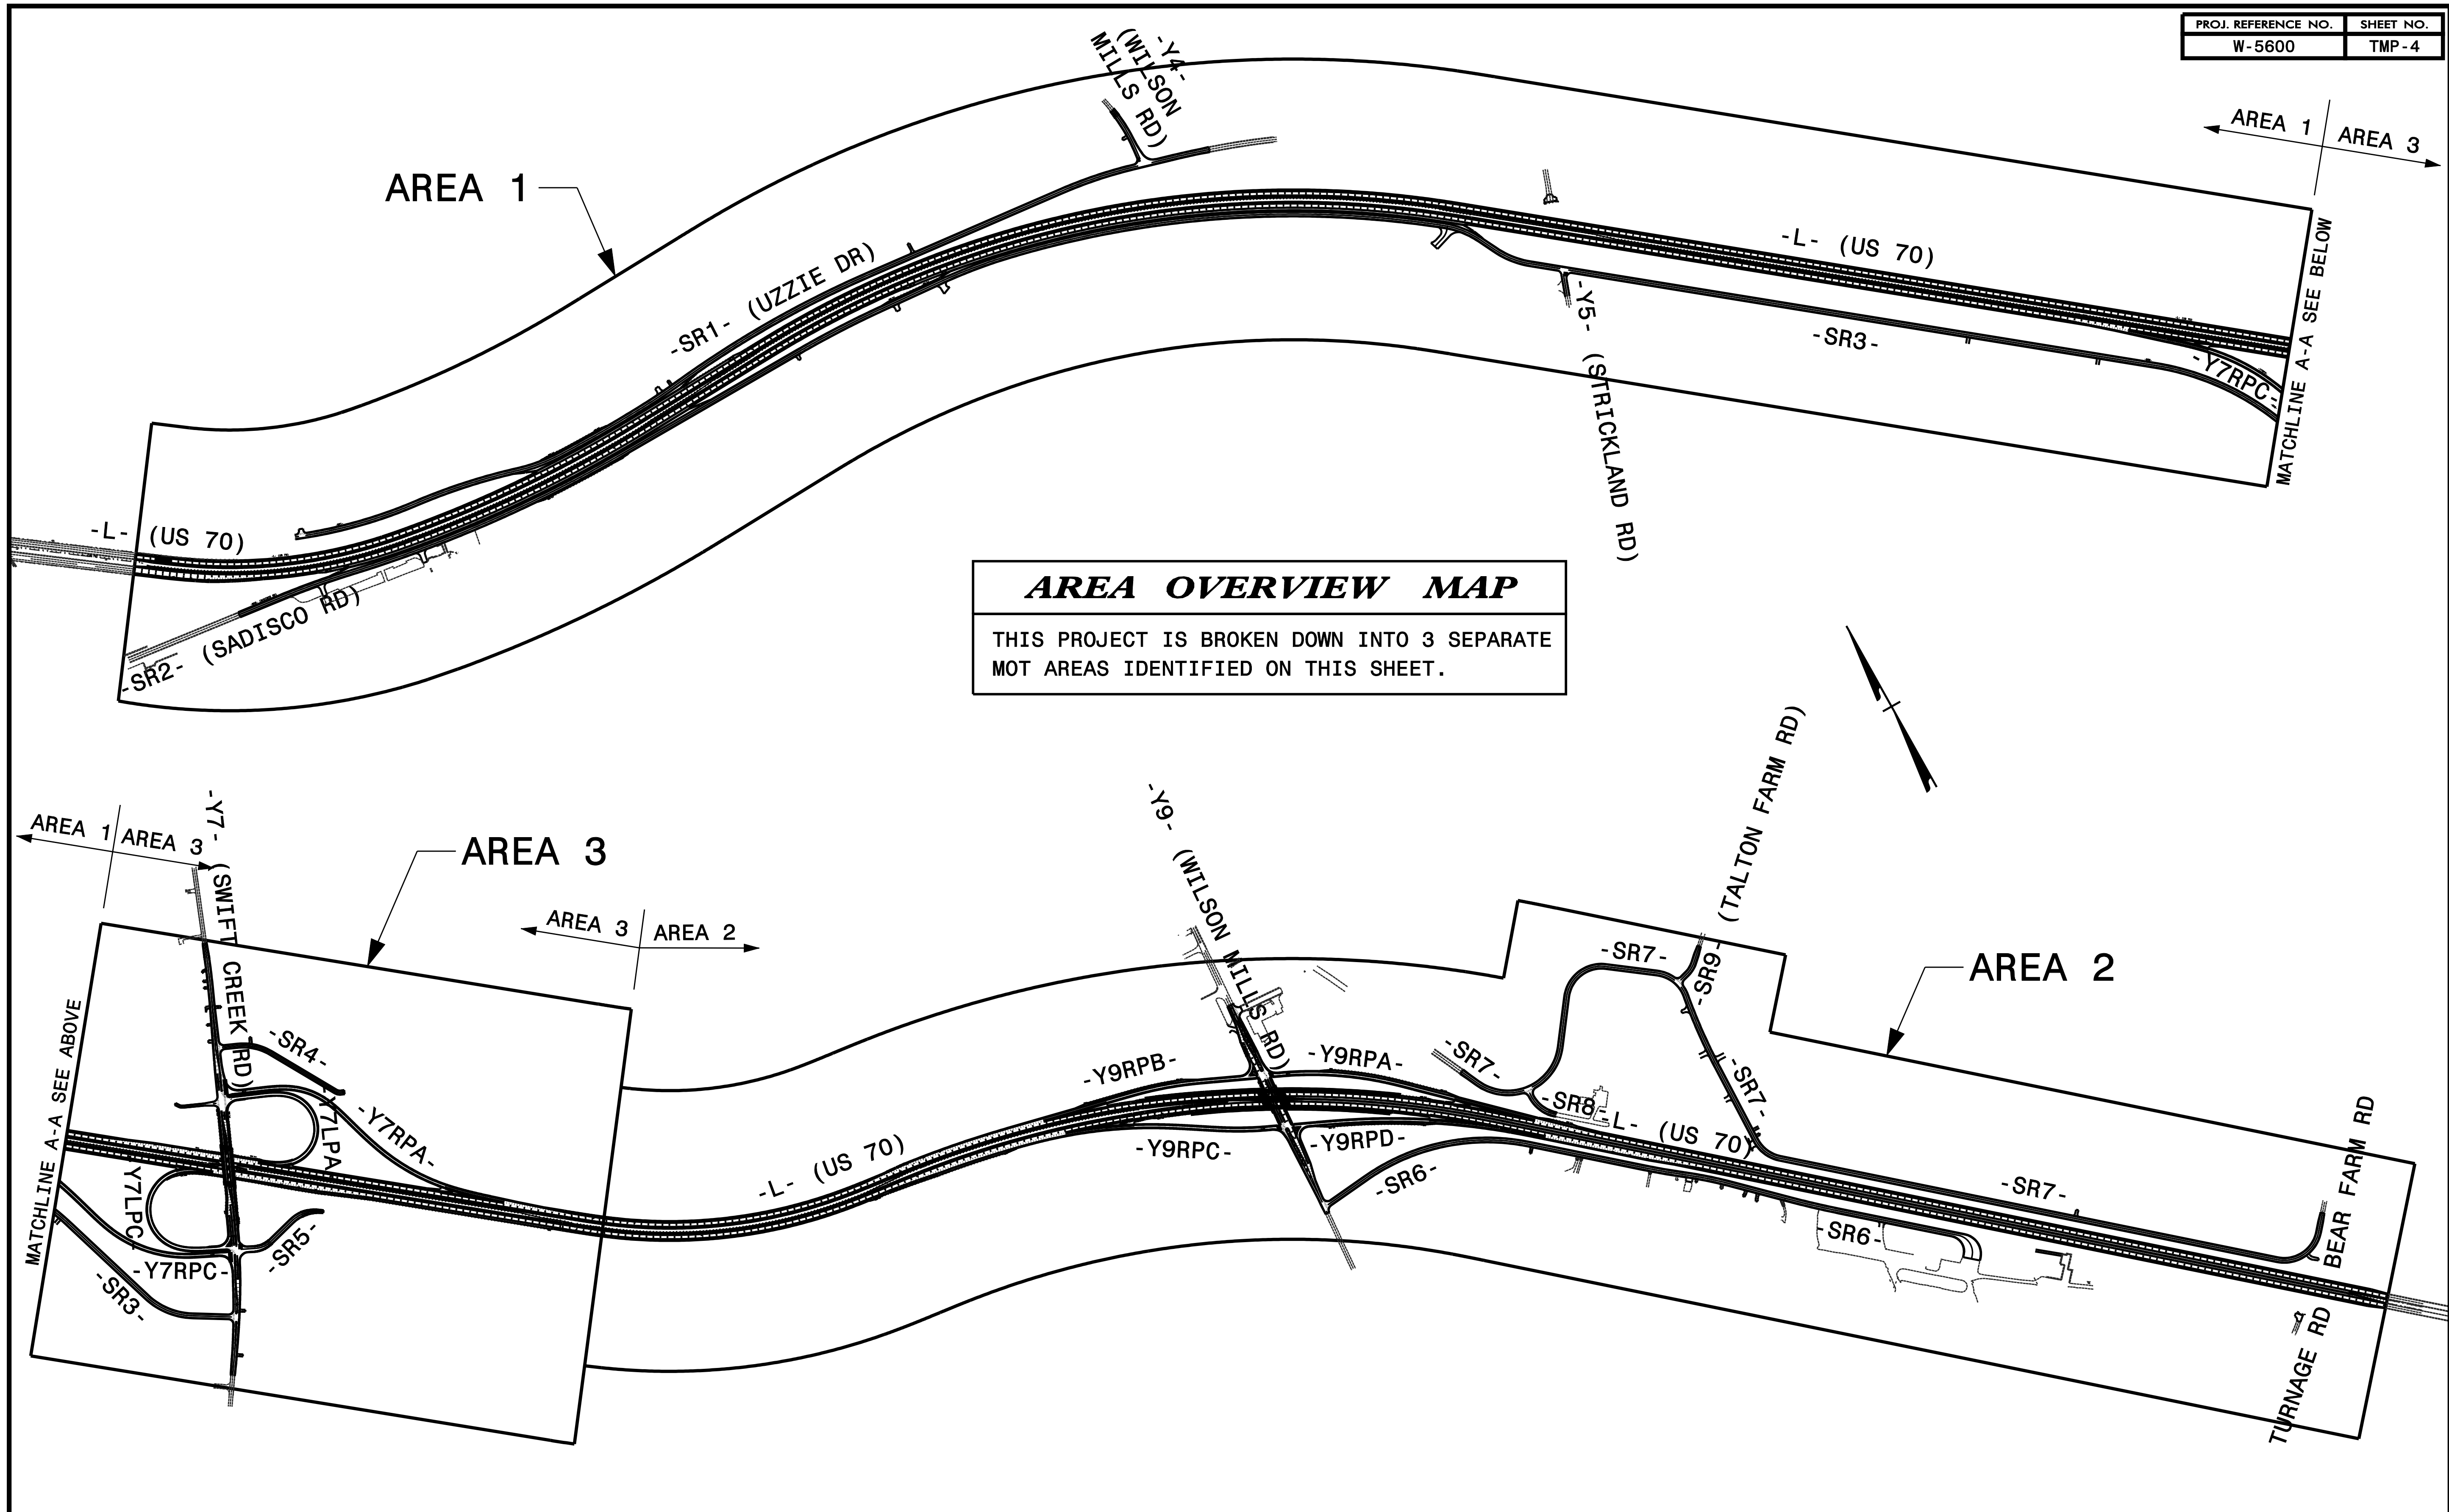 PROJ. REFERENCE NO. SHEET NO.
W-5600 TMP-4
-Y4-
(WILSON
MILLS RD)
AREA 1 AREA 3
AREA 1
-L- (US 70)
-SR1- (UZZIE DR)
MATCHLINE A-A SEE BELOW
-SR3-
-Y7RPC-
-Y5- (STRICKLAND RD)
-L- (US 70)
-SR2- (SADISCO RD)
AREA OVERVIEW MAP
THIS PROJECT IS BROKEN DOWN INTO 3 SEPARATE
MOT AREAS IDENTIFIED ON THIS SHEET.
AREA 1 AREA 3
-Y7- (SWIFT CREEK RD)
AREA 3
AREA 3 AREA 2
-Y9- (WILSON MILLS RD)
-SR9- (TALTON FARM RD)
-SR7-
AREA 2
MATCHLINE A-A SEE ABOVE
-SR4-
-Y7LPA-
-Y7RPA-
-Y9RPB-
-Y9RPA-
-SR7-
-SR8-
-SR7-
-L- (US 70)
-L- (US 70)
-Y9RPC-
-Y9RPD-
-SR6-
-Y7LPC-
-SR5-
-Y7RPC-
-SR3-
-SR7-
-SR6-
BEAR FARM RD
TURNAGE RD